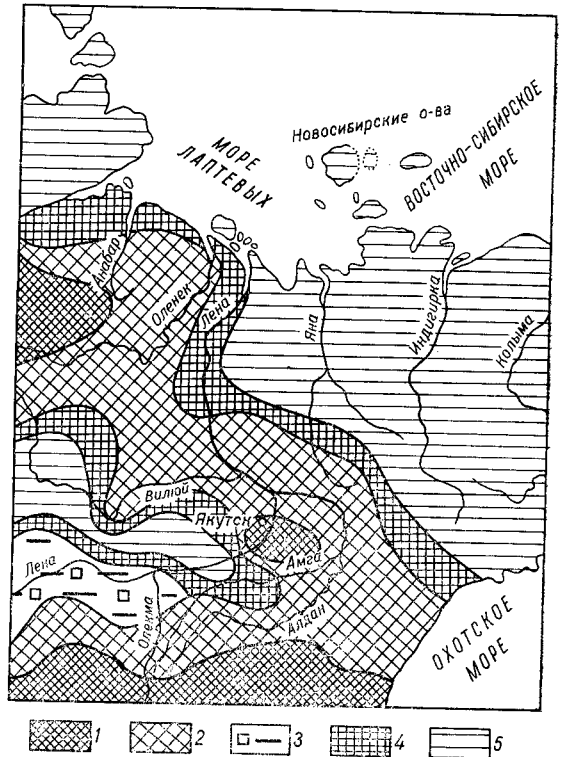 Новосибирские о-ва
МОРЕ
ЛАПТЕВЫХ
ВОСТОЧНО-СИБИРСКОЕ
МОРЕ
Анабар
Оленек
Лена
Яна
Индигирка
Колыма
Вилюй
Якутск
Лена
Амга
Олекма
Алдан
ОХОТСКОЕ
МОРЕ
1
2
3
4
5